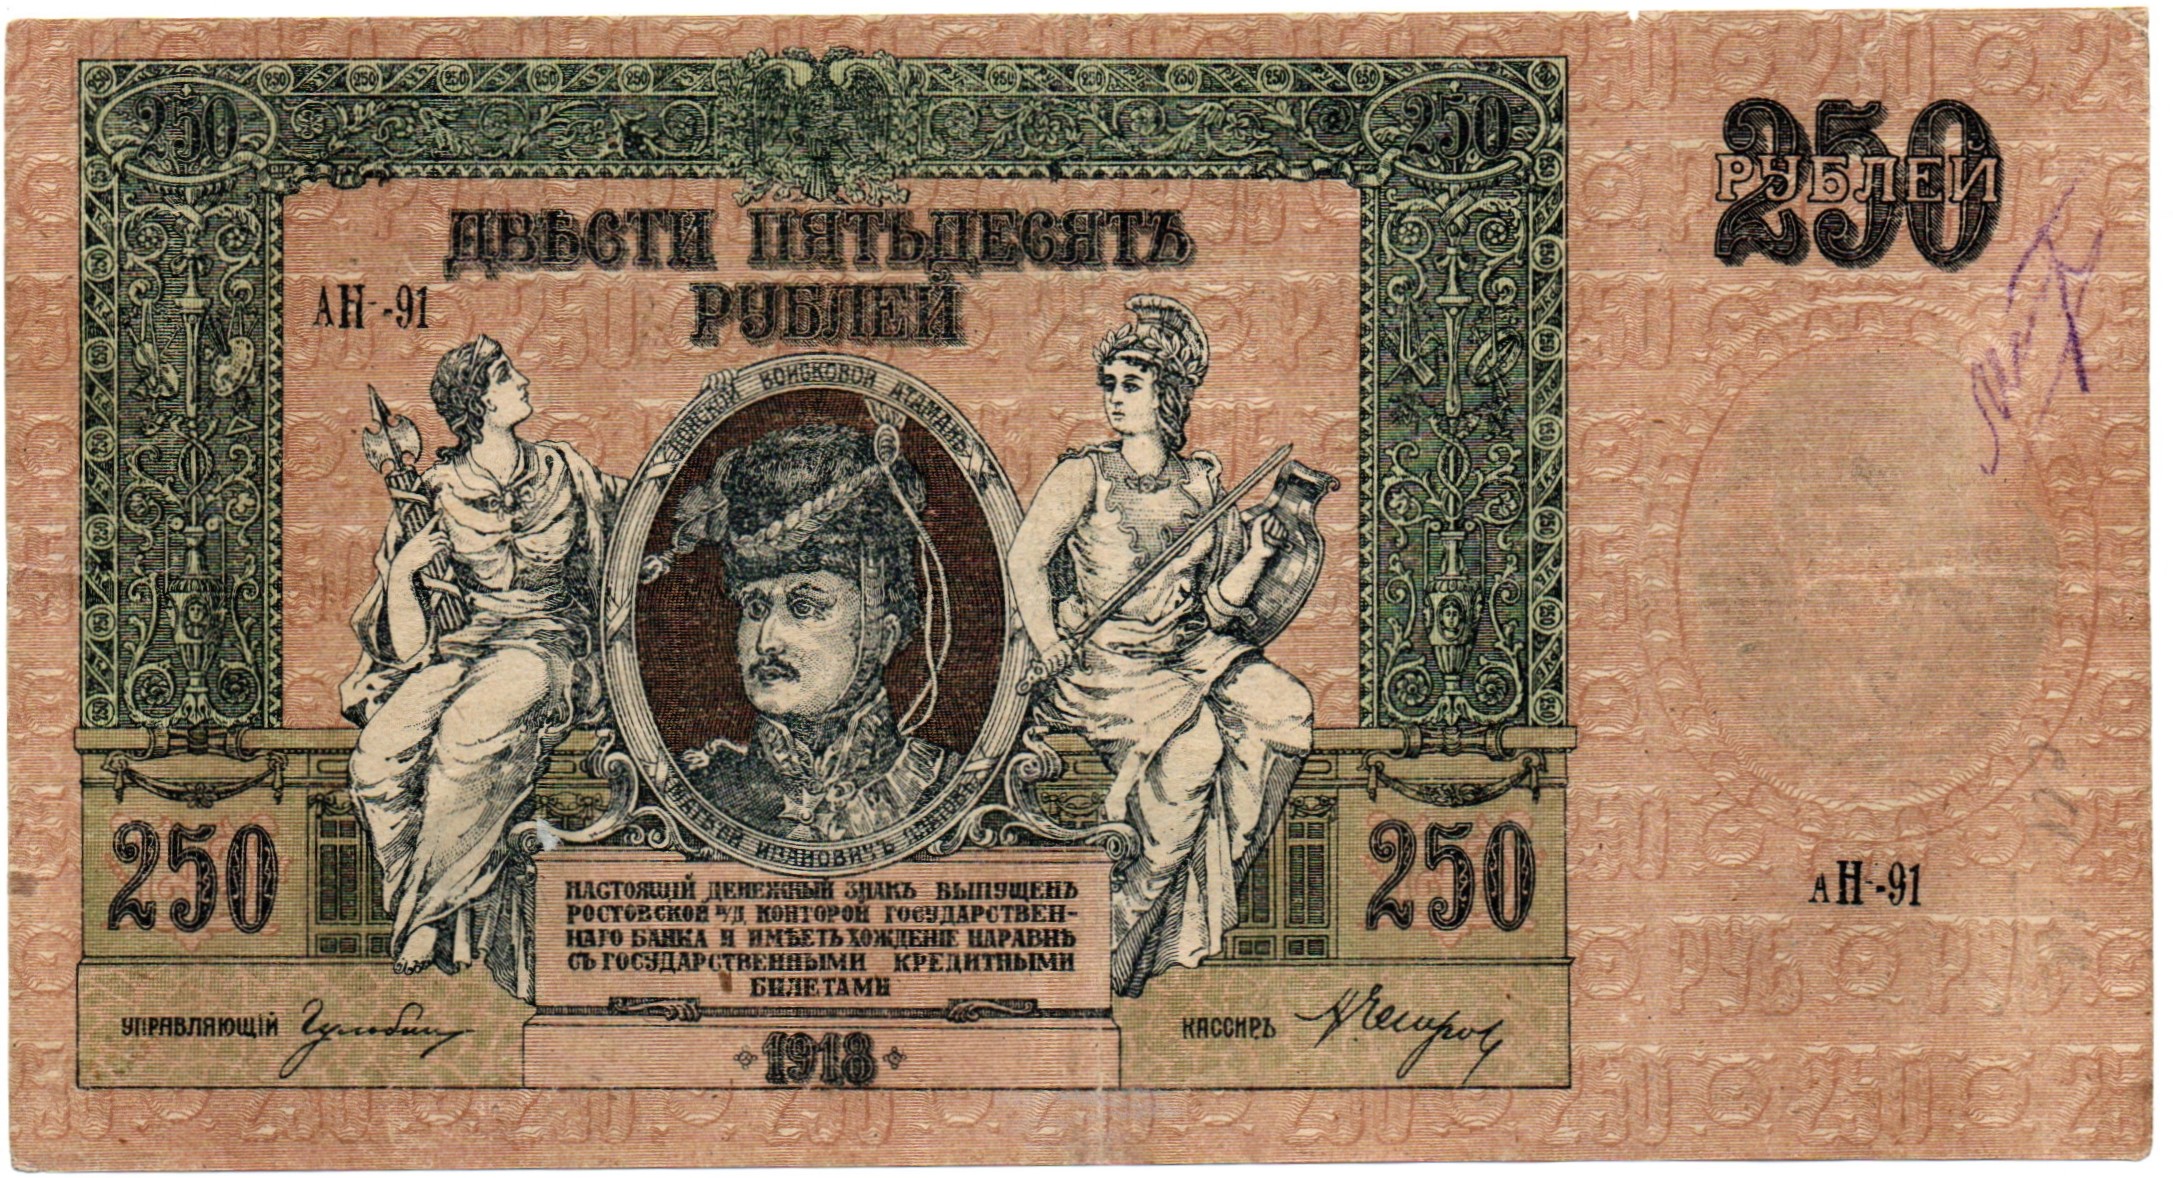 250
250
ДВѢСТИ ПЯТЬДЕСЯТЪ
РУБЛЕЙ
АН--91
250
РУБЛЕЙ
ДОНСКОЙ ВОЙСКОВОЙ АТАМАНЪ
МАТВѢЙ ИВАНОВИЧЪ ПЛАТОВЪ
250
250
АН--91
НАСТОЯЩІЙ ДЕНЕЖНЫЙ ЗНАКЪ ВЫПУЩЕНЪ
РОСТОВСКОЙ Н/Д. КОНТОРОЙ ГОСУДАРСТВЕН-
НАГО БАНКА И ИМѢЕТЪ ХОЖДЕНІЕ НАРАВНѢ
СЪ ГОСУДАРСТВЕННЫМИ КРЕДИТНЫМИ
БИЛЕТАМИ
УПРАВЛЯЮЩІЙ
КАССИРЪ
1918